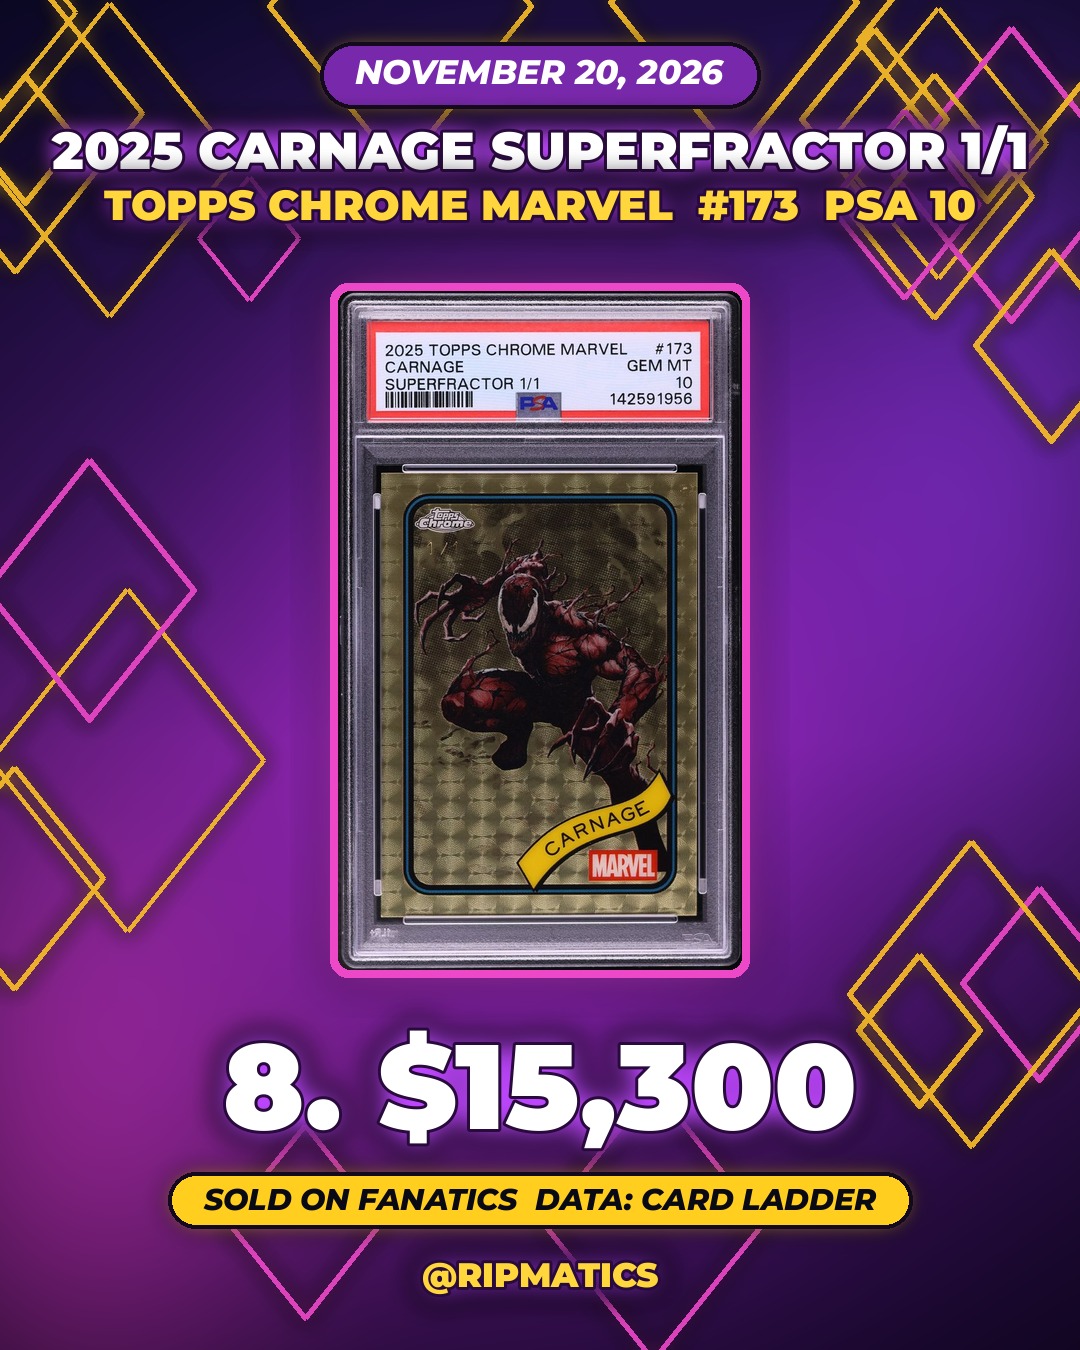 NOVEMBER 20, 2026
2025 CARNAGE SUPERFRACTOR 1/1
TOPPS CHROME MARVEL #173 PSA 10
2025 TOPPS CHROME MARVEL #173
CARNAGE GEM MT
SUPERFRACTOR 1/1 10
PSA 142591956
Topps
Chrome
CARNAGE
MARVEL
8. $15,300
SOLD ON FANATICS DATA: CARD LADDER
@RIPMATICS